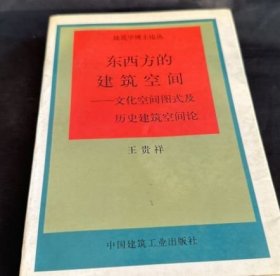 建筑学博士论丛
东西方的
建筑空间
——文化空间图式及
历史建筑空间论
王贵祥
中国建筑工业出版社